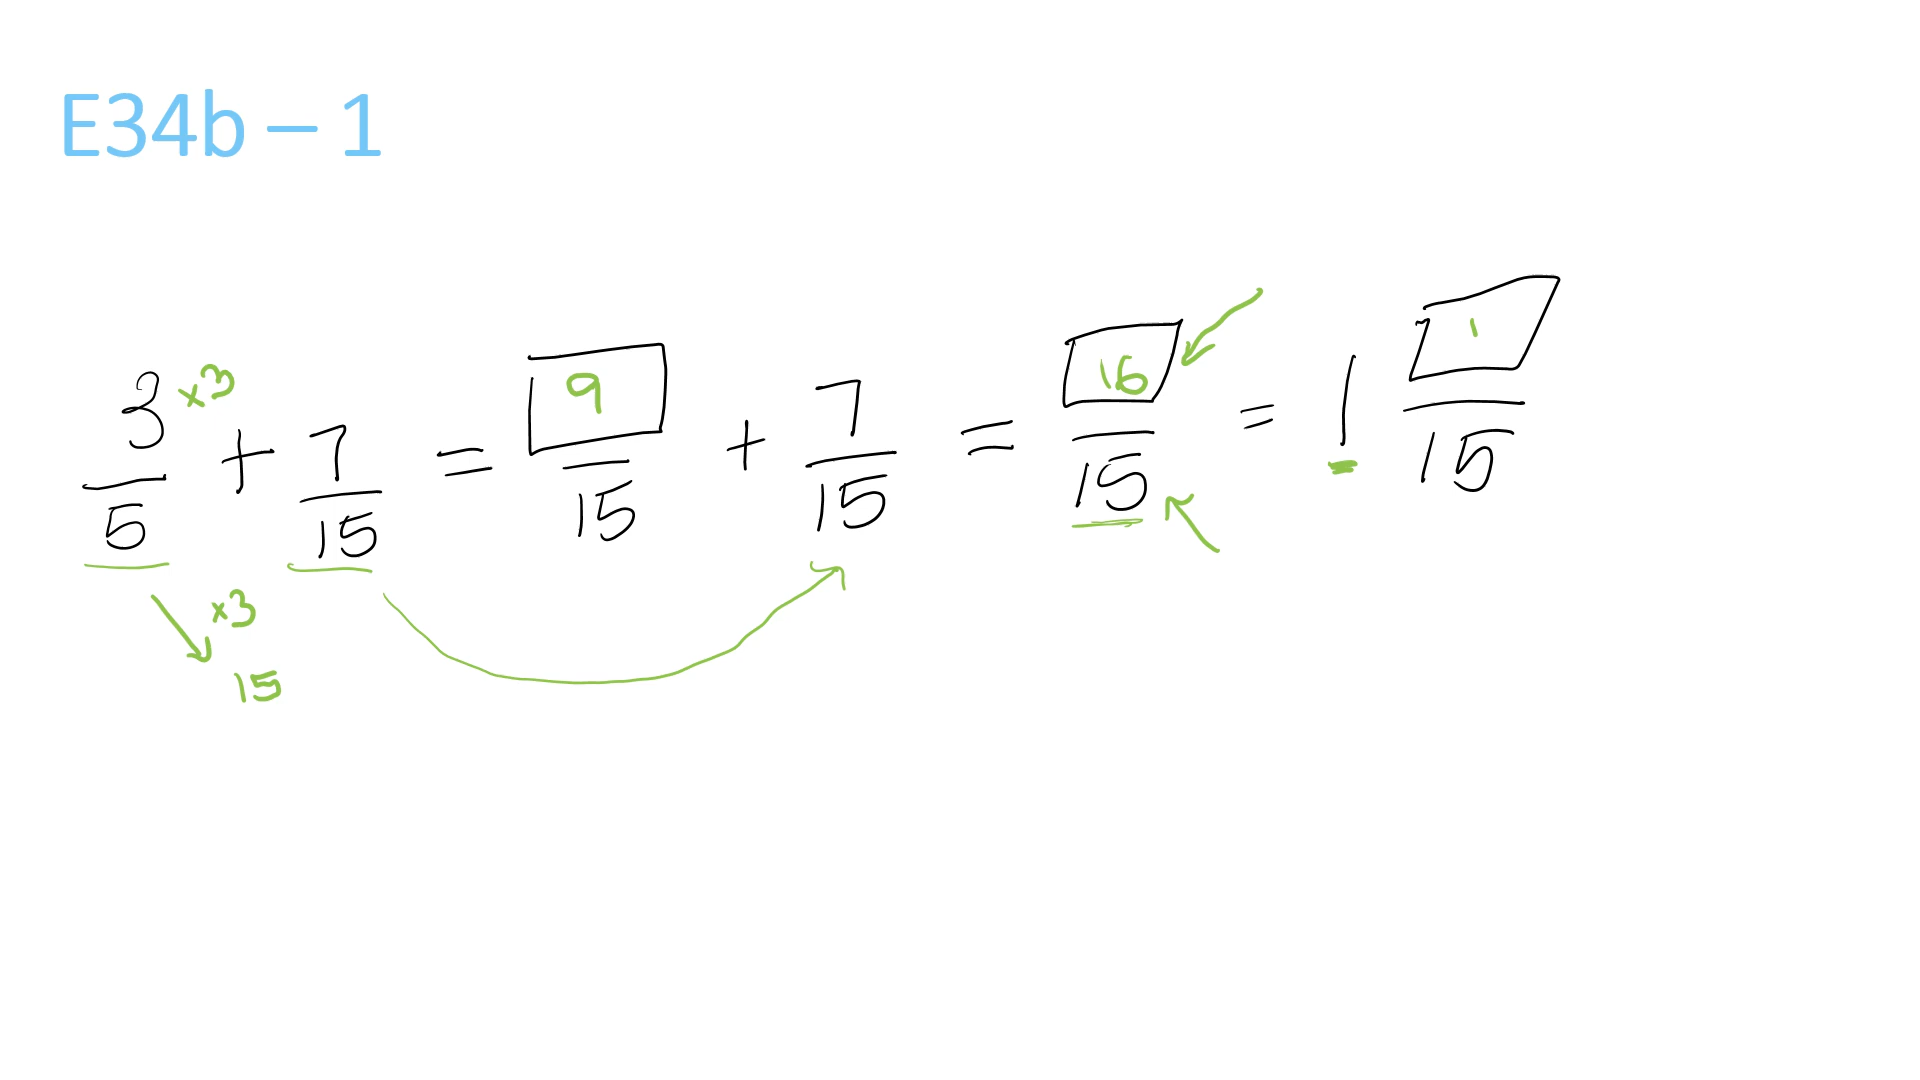 E34b – 1
3/5 ×3 + 7/15 = 9/15 + 7/15 = 16/15 = 1 1/15
×3
15